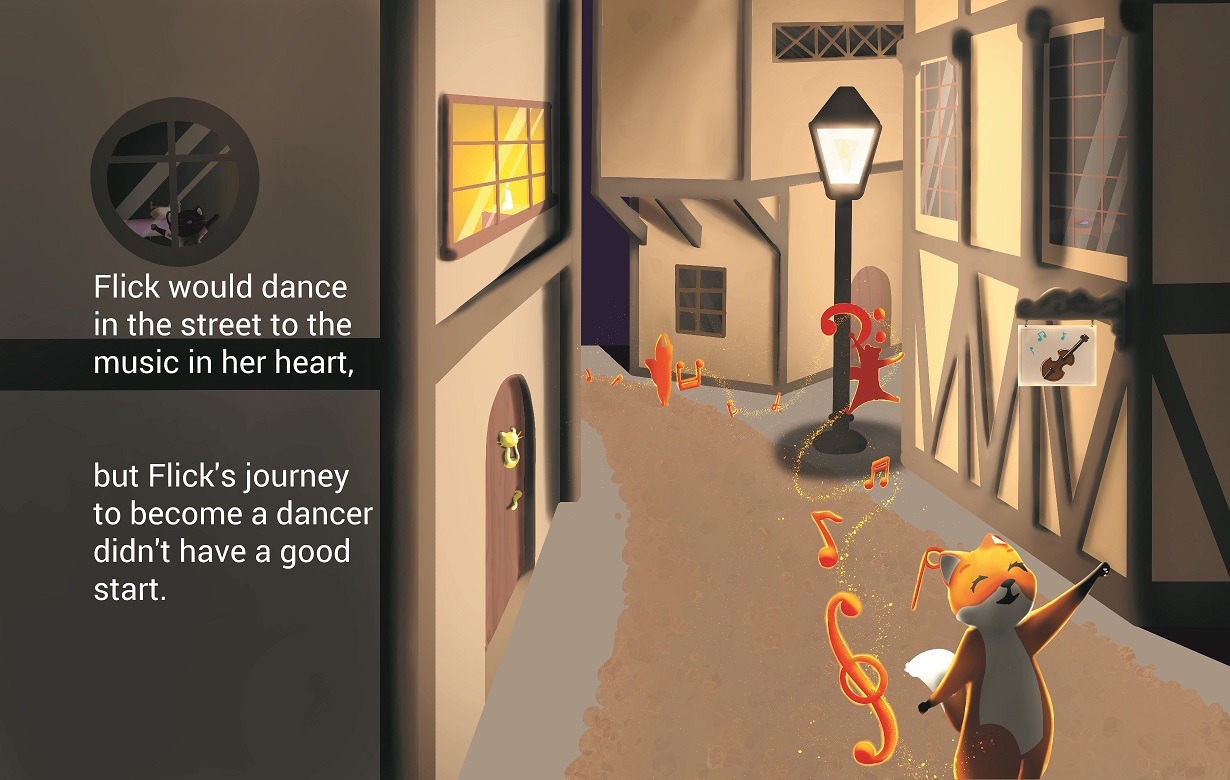 Flick would dance
in the street to the
music in her heart,
but Flick's journey
to become a dancer
didn't have a good
start.